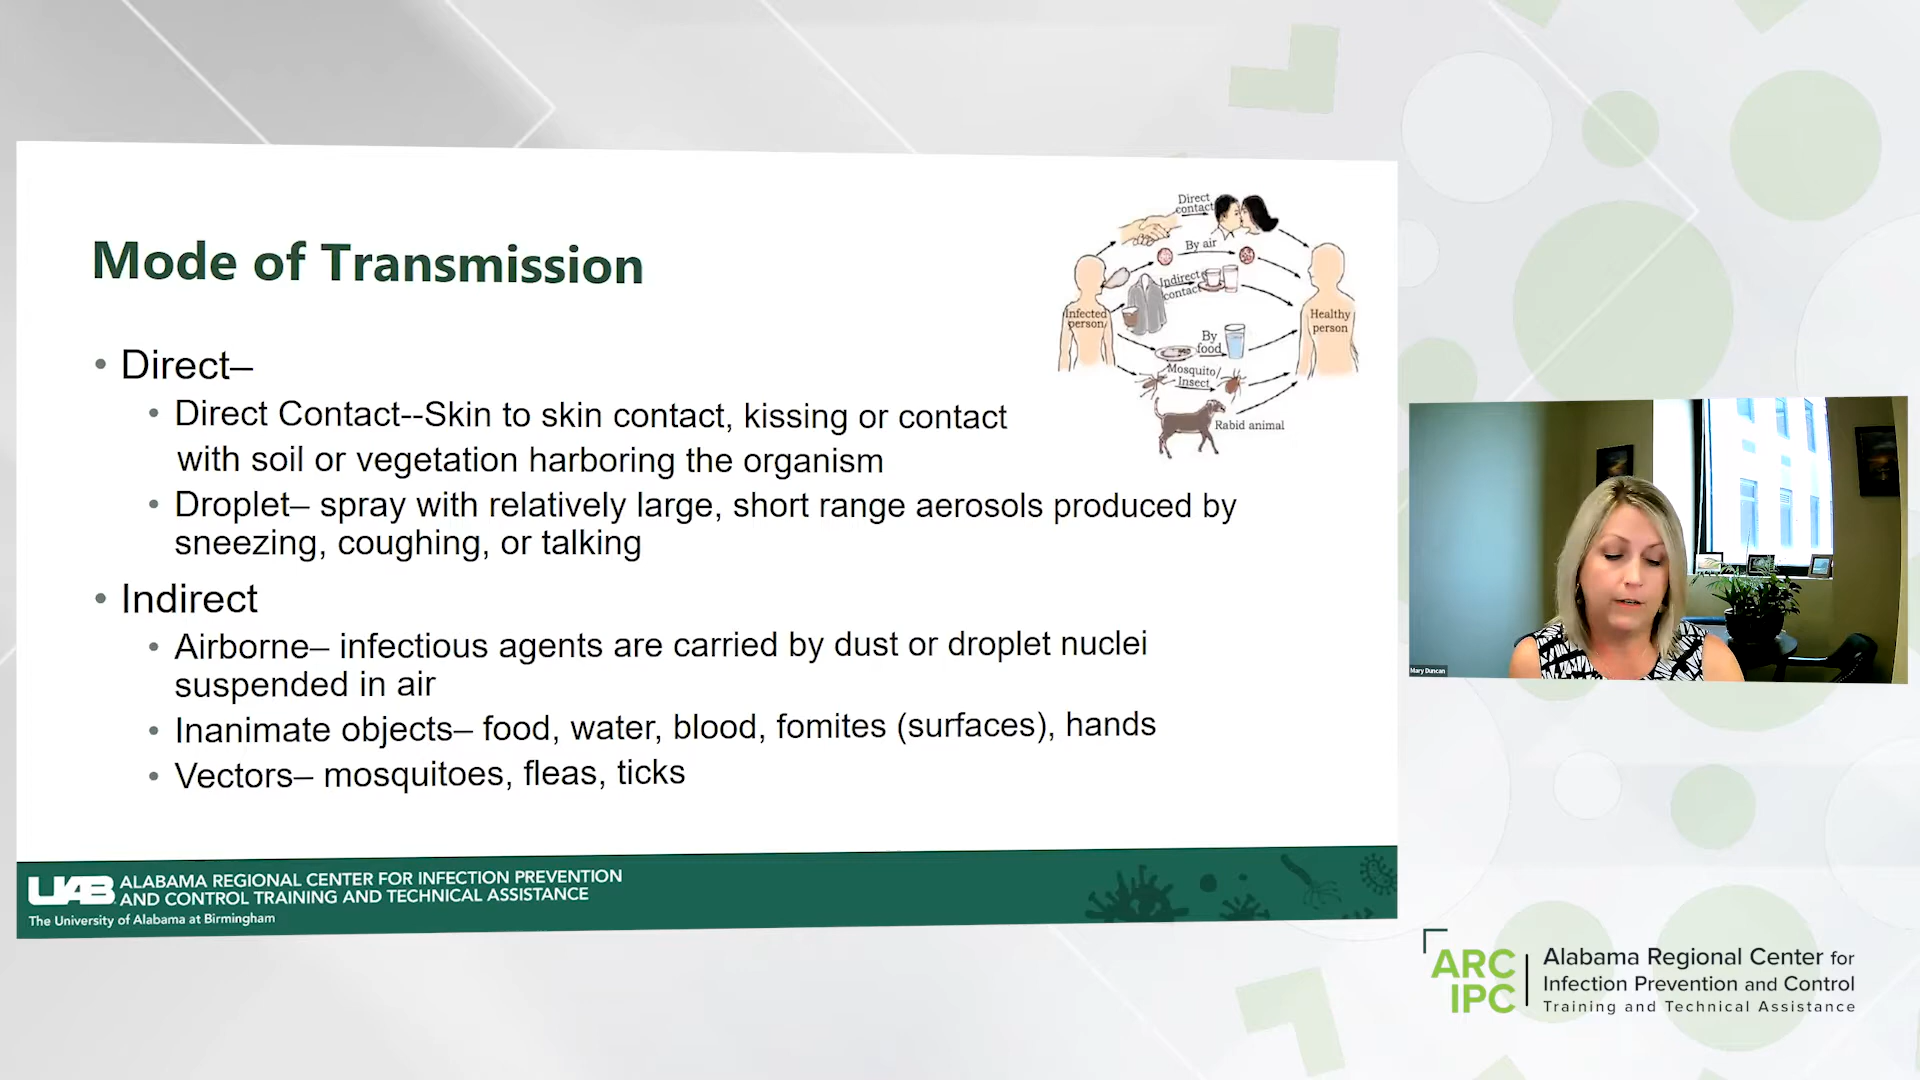 Mode of Transmission
Direct
contact
By air
Indirect
contact
Infected
person
Healthy
person
By
food
Mosquito/
Insect
Rabid animal
• Direct–
• Direct Contact--Skin to skin contact, kissing or contact
with soil or vegetation harboring the organism
• Droplet– spray with relatively large, short range aerosols produced by
sneezing, coughing, or talking
• Indirect
• Airborne– infectious agents are carried by dust or droplet nuclei
suspended in air
• Inanimate objects– food, water, blood, fomites (surfaces), hands
• Vectors– mosquitoes, fleas, ticks
UAB
ALABAMA REGIONAL CENTER FOR INFECTION PREVENTION
AND CONTROL TRAINING AND TECHNICAL ASSISTANCE
The University of Alabama at Birmingham
Mary Duncan
ARC
IPC
Alabama Regional Center for
Infection Prevention and Control
Training and Technical Assistance